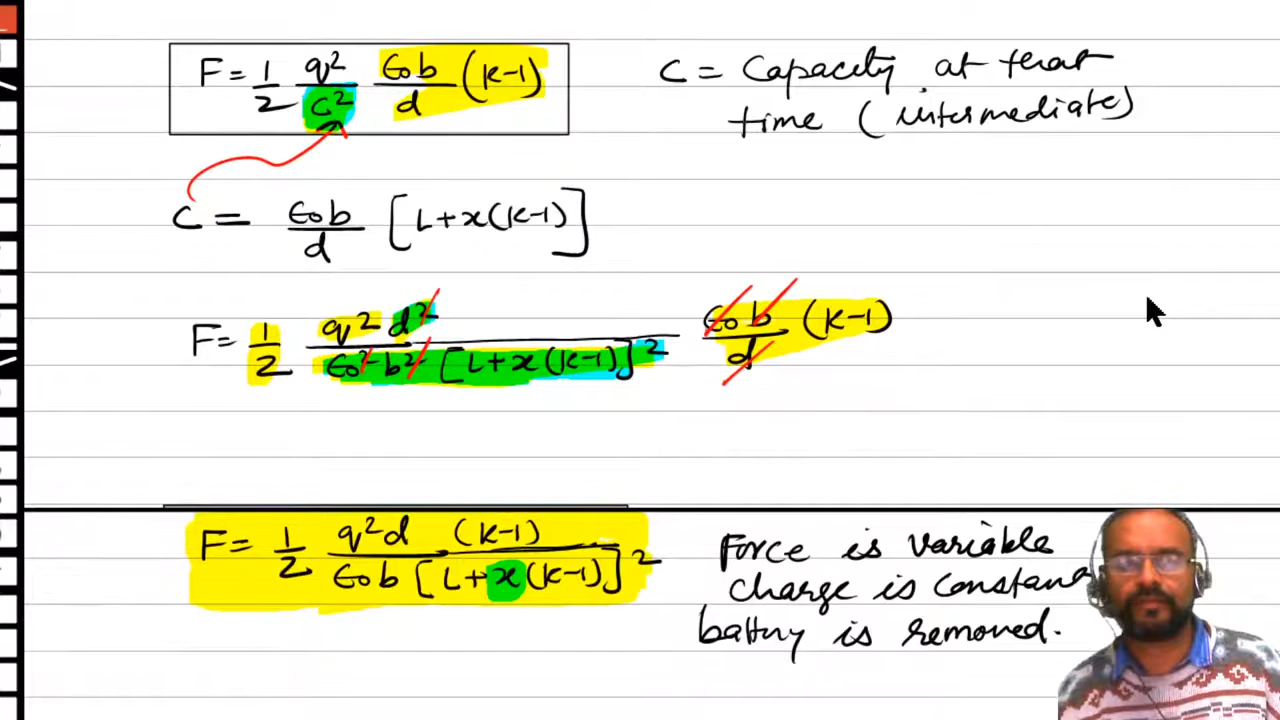 F = 1/2 q²/C² ϵ₀b/d (k-1)
C = Capacity at that
time (intermediate)
C = ϵ₀b/d [L+x(k-1)]
F = 1/2 q²d²/ϵ₀²b²[L+x(k-1)]² ϵ₀b/d (k-1)
F = 1/2 q²d (k-1)/ϵ₀b[L+x(k-1)]²
Force is variable
charge is constan
battery is removed.